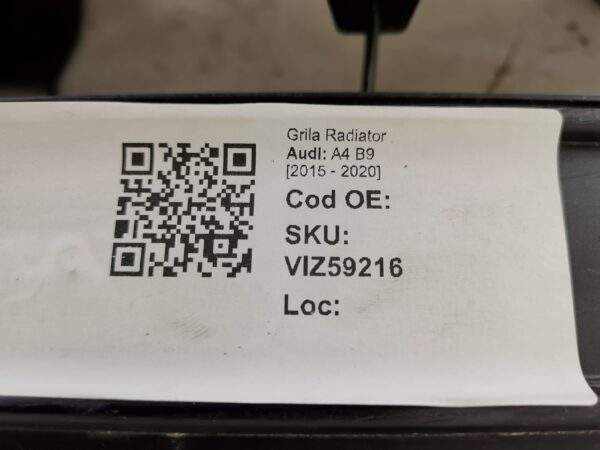 Grila Radiator
Audi: A4 B9
[2015 - 2020]
Cod OE:
SKU:
VIZ59216
Loc: